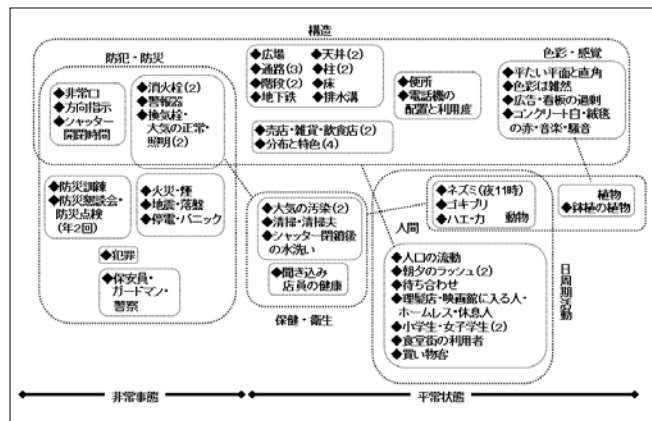 構造
防犯・防災
◆非常口
◆方向指示
◆シャッター
開閉時間
◆消火栓(2)
◆警報器
◆換気栓・
大気の正常・
照明(2)
◆広場
◆通路(3)
◆階段(2)
◆地下鉄
◆天井(2)
◆柱(2)
◆床
◆排水溝
◆便所
◆電話機の
配置と利用度
色彩・感覚
◆平たい平面と直角
◆色彩は雑然
◆広告・看板の過剰
◆コンクリート白・絨毯
の赤・音楽・騒音
◆売店・雑貨・飲食店(2)
◆分布と特色(4)
◆防災訓練
◆防災懇談会・
防災点検
(年2回)
◆火災・煙
◆地震・落盤
◆停電・パニック
◆犯罪
◆保安員・
ガードマン・
警察
◆大気の汚染(2)
◆清掃・清掃夫
◆シャッター閉鎖後
の水洗い
◆聞き込み
店員の健康
保健・衛生
◆ネズミ(夜11時)
◆ゴキブリ
◆ハエ・カ 動物
植物
◆鉢植の植物
人間
◆人口の流動
◆朝夕のラッシュ(2)
◆待ち合わせ
◆理髪店・映画館に入る人・
ホームレス・休息人
◆小学生・女子学生(2)
◆食堂街の利用者
◆買い物客
日周期活動
非常事態
平常状態